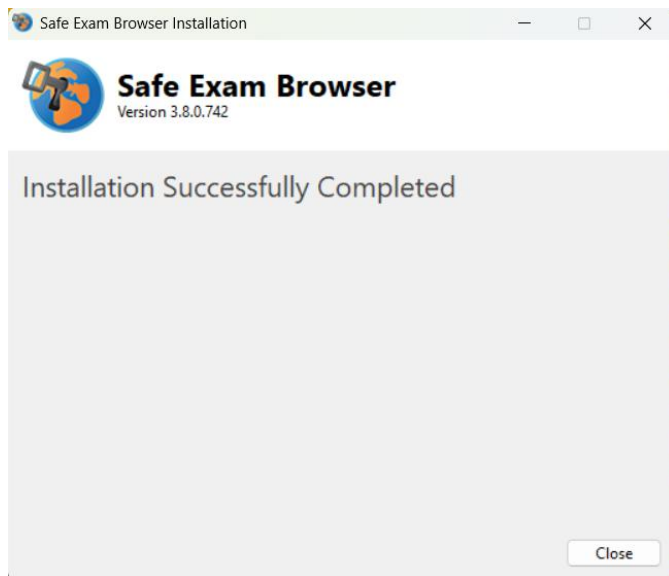 Safe Exam Browser Installation
Safe Exam Browser
Version 3.8.0.742
Installation Successfully Completed
Close